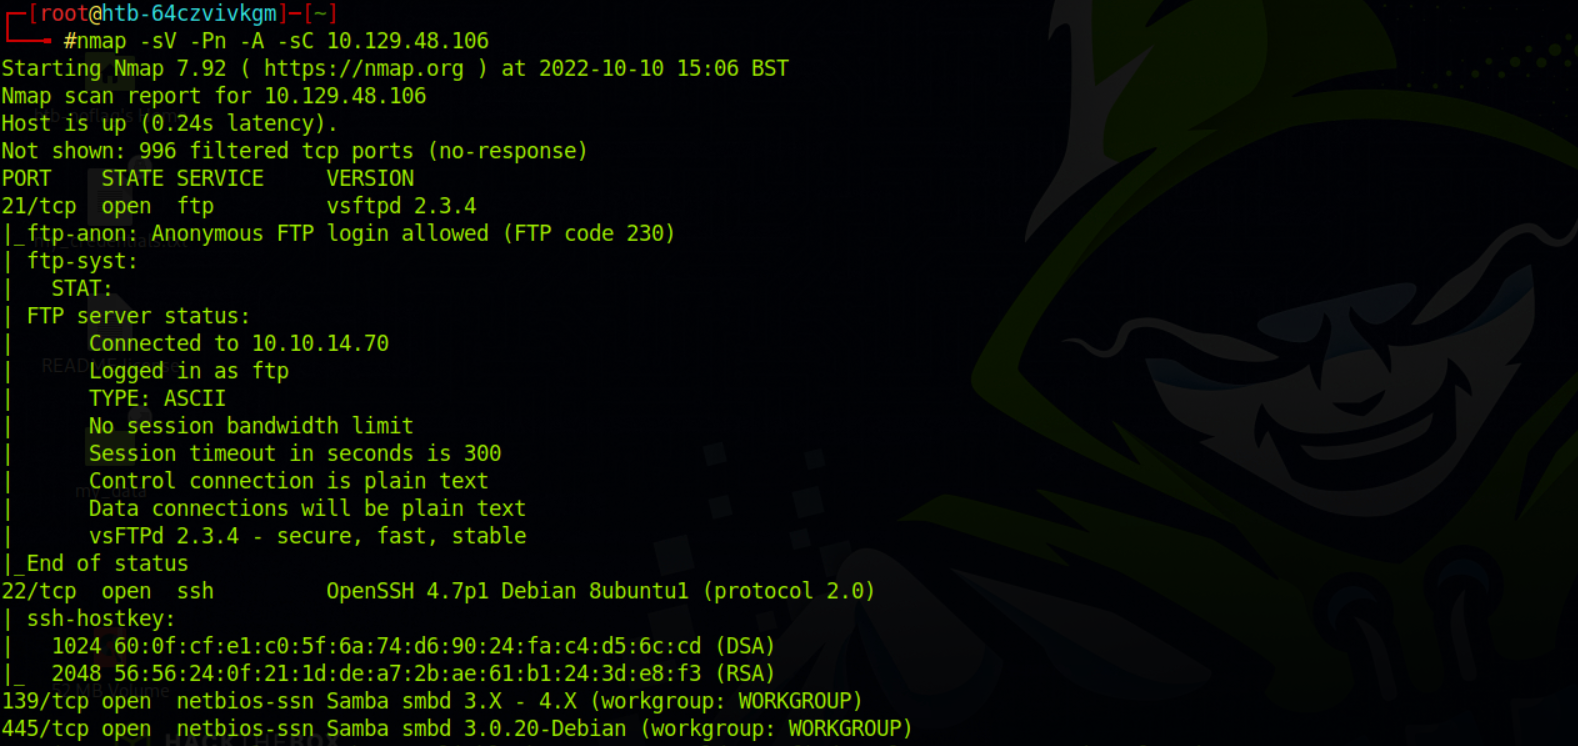 [root@htb-64czvivkgm]─[~]
#nmap -sV -Pn -A -sC 10.129.48.106
Starting Nmap 7.92 ( https://nmap.org ) at 2022-10-10 15:06 BST
Nmap scan report for 10.129.48.106
Host is up (0.24s latency).
Not shown: 996 filtered tcp ports (no-response)
PORT    STATE SERVICE     VERSION
21/tcp  open  ftp         vsftpd 2.3.4
|_ftp-anon: Anonymous FTP login allowed (FTP code 230)
| ftp-syst:
|   STAT:
| FTP server status:
|      Connected to 10.10.14.70
|      Logged in as ftp
|      TYPE: ASCII
|      No session bandwidth limit
|      Session timeout in seconds is 300
|      Control connection is plain text
|      Data connections will be plain text
|      vsFTPd 2.3.4 - secure, fast, stable
|_End of status
22/tcp  open  ssh         OpenSSH 4.7p1 Debian 8ubuntu1 (protocol 2.0)
| ssh-hostkey:
|   1024 60:0f:cf:e1:c0:5f:6a:74:d6:90:24:fa:c4:d5:6c:cd (DSA)
|_  2048 56:56:24:0f:21:1d:de:a7:2b:ae:61:b1:24:3d:e8:f3 (RSA)
139/tcp open  netbios-ssn Samba smbd 3.X - 4.X (workgroup: WORKGROUP)
445/tcp open  netbios-ssn Samba smbd 3.0.20-Debian (workgroup: WORKGROUP)